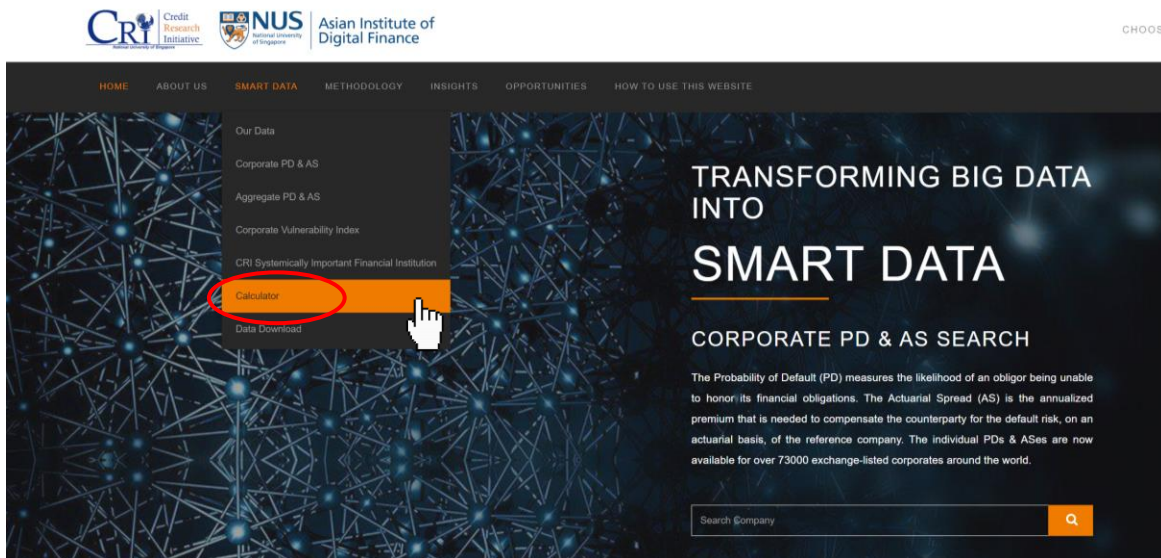 CRI
Credit
Research
Initiative
National University of Singapore
NUS
National University
of Singapore
Asian Institute of
Digital Finance
CHOOS
HOME ABOUT US SMART DATA METHODOLOGY INSIGHTS OPPORTUNITIES HOW TO USE THIS WEBSITE
Our Data
Corporate PD & AS
Aggregate PD & AS
Corporate Vulnerability Index
CRI Systemically Important Financial Institution
Calculator
Data Download
TRANSFORMING BIG DATA
INTO
SMART DATA
CORPORATE PD & AS SEARCH
The Probability of Default (PD) measures the likelihood of an obligor being unable
to honor its financial obligations. The Actuarial Spread (AS) is the annualized
premium that is needed to compensate the counterparty for the default risk, on an
actuarial basis, of the reference company. The individual PDs & ASes are now
available for over 73000 exchange-listed corporates around the world.
Search Company